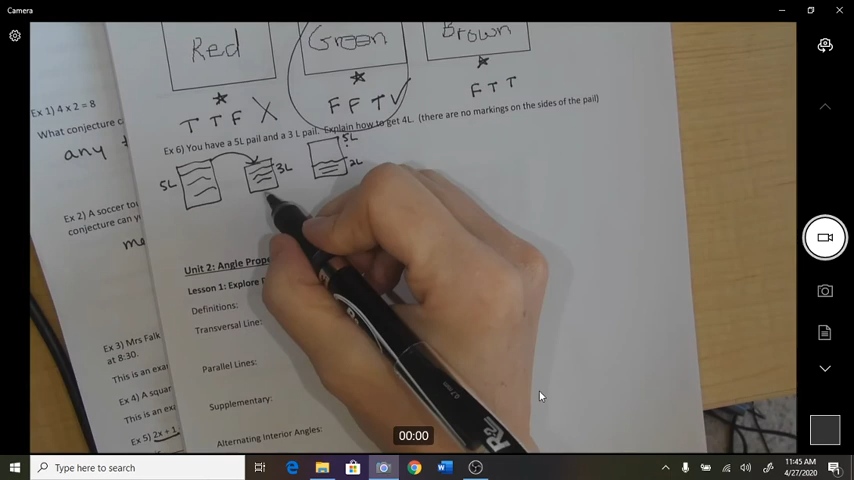 Camera
Red
Green
Brown
T T F X
F F T ✓
F T T
Ex 1) 4 x 2 = 8
What conjecture c
any
Ex 6) You have a 5L pail and a 3 L pail. Explain how to get 4L. (there are no markings on the sides of the pail)
5L
3L
5L
2L
Ex 2) A soccer to
conjecture can y
me
Unit 2: Angle Prope
Lesson 1: Explore
Definitions:
Transversal Line:
Ex 3) Mrs Falk
at 8:30.
This is an exa
Parallel Lines:
Ex 4) A squar
This is an exa
Supplementary:
Ex 5) 2x + 1
Alternating Interior Angles:
0.7mm
00:00
Type here to search
11:45 AM
4/27/2020